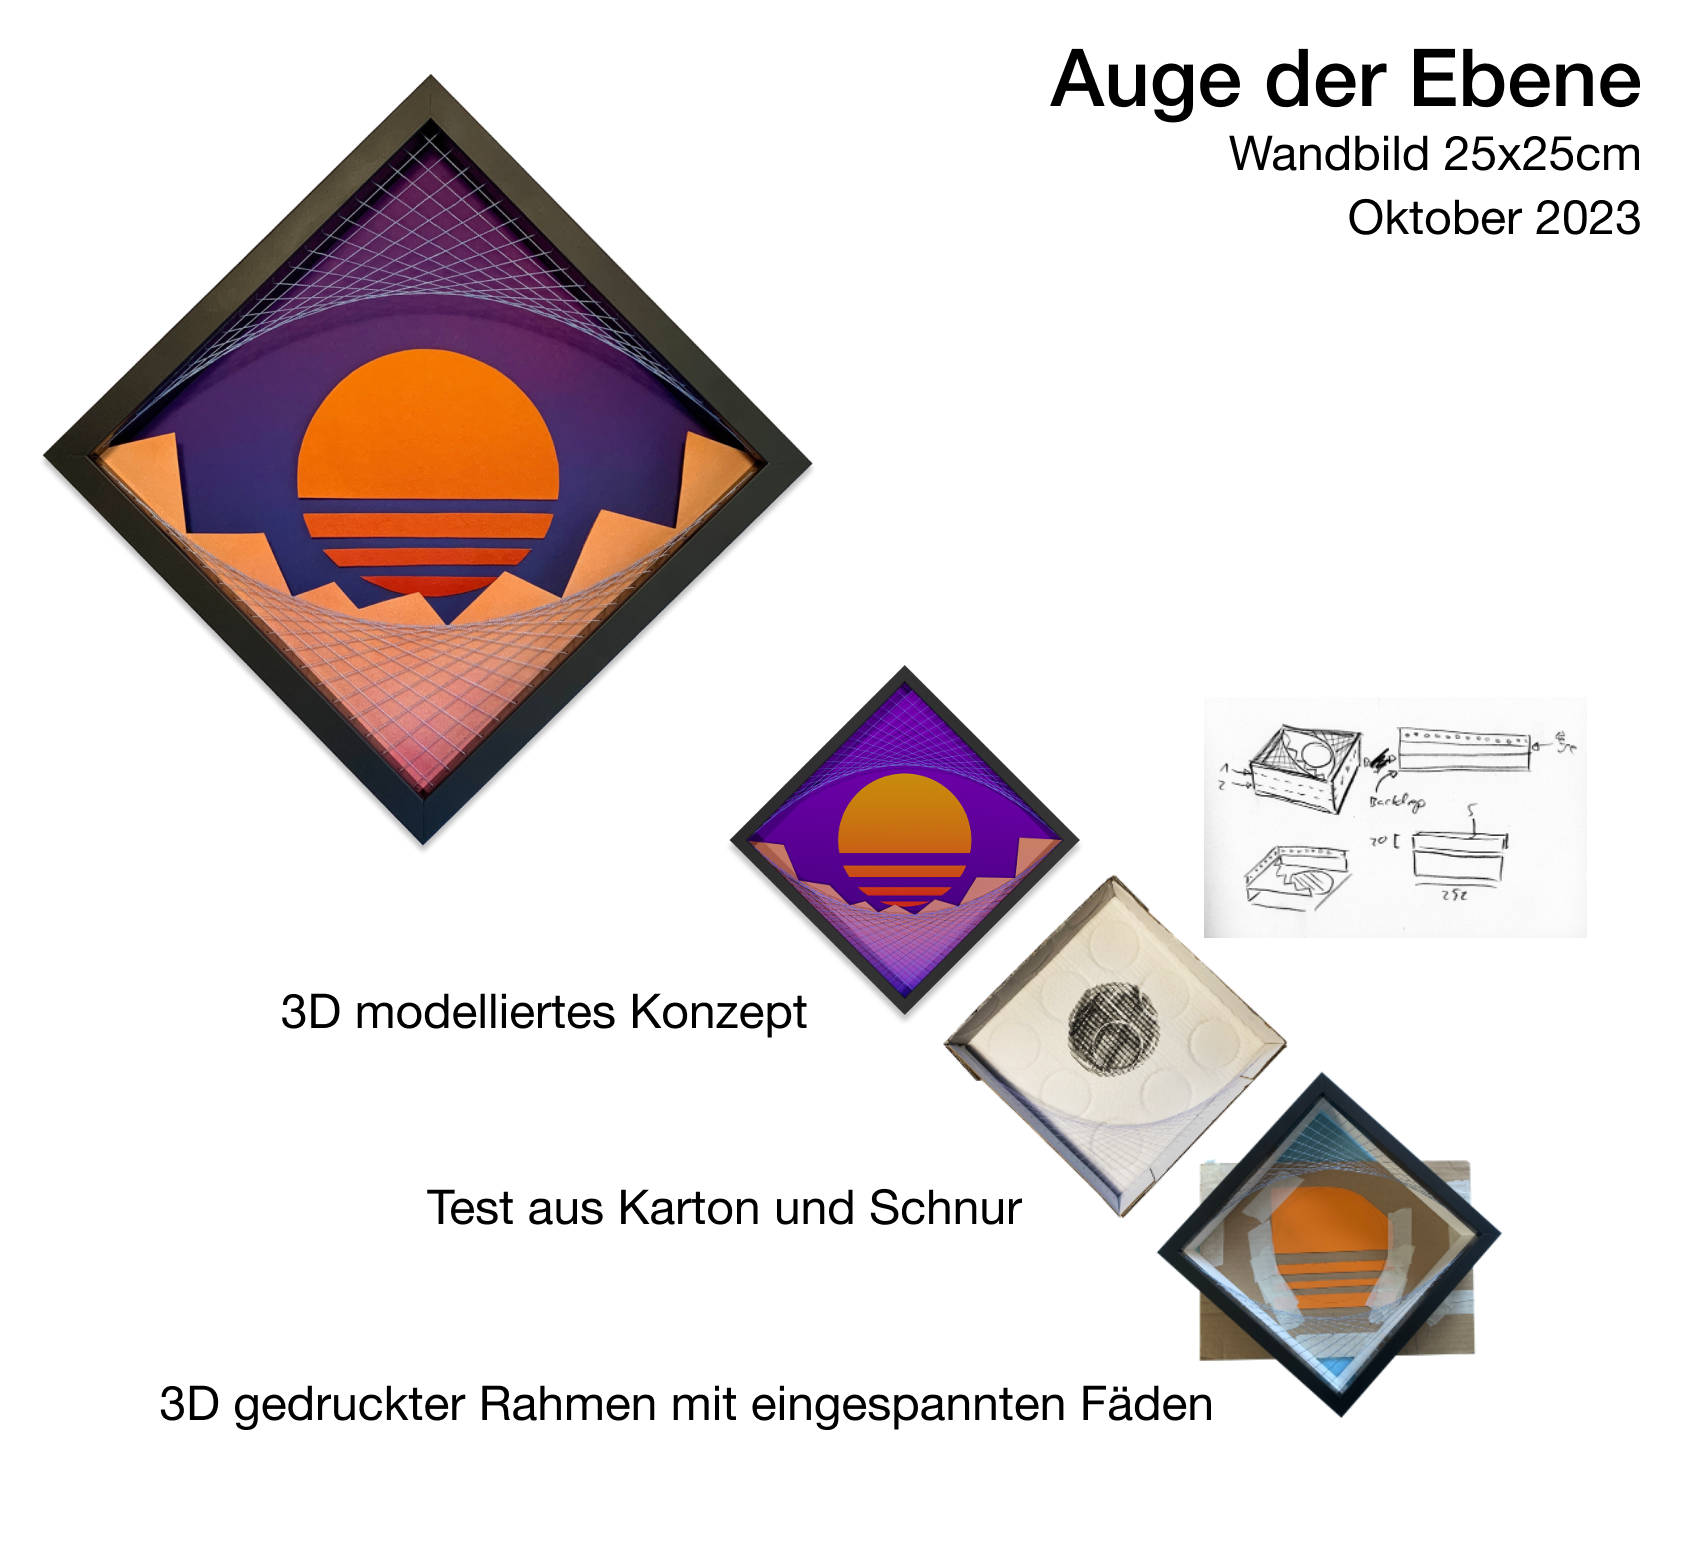 Auge der Ebene
Wandbild 25x25cm
Oktober 2023
1
2
Backdrop
20
5
252
3D modelliertes Konzept
Test aus Karton und Schnur
3D gedruckter Rahmen mit eingespannten Fäden